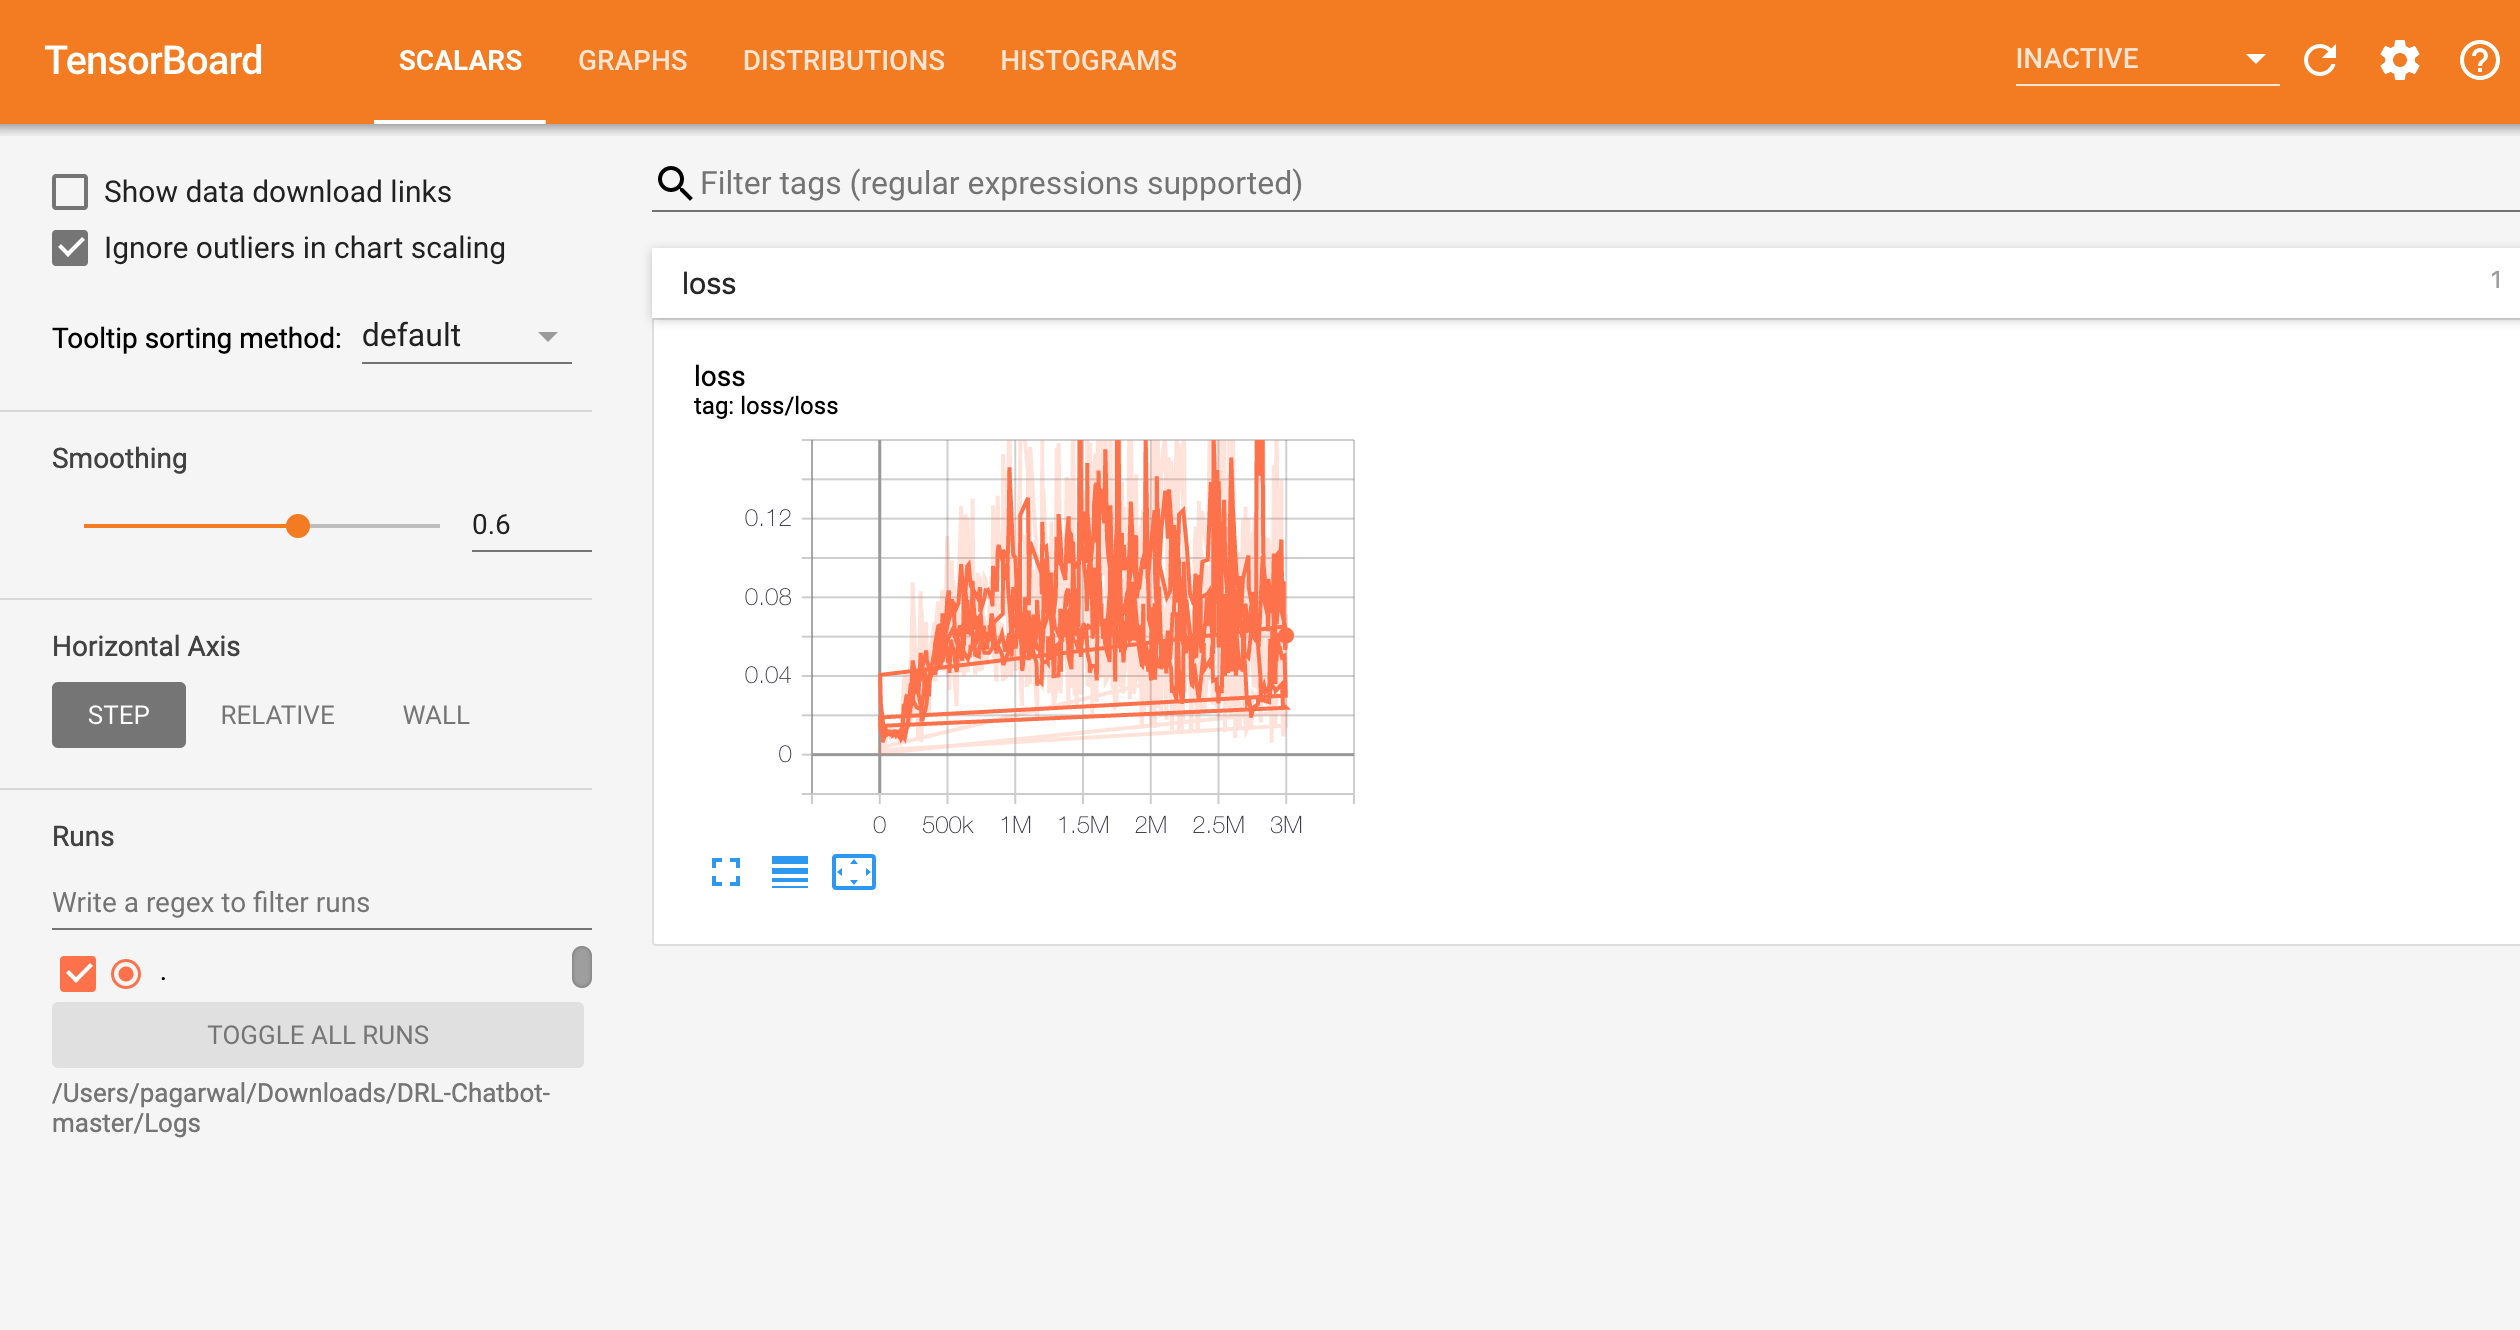 TensorBoard
SCALARS GRAPHS DISTRIBUTIONS HISTOGRAMS
INACTIVE
Show data download links
Ignore outliers in chart scaling
Tooltip sorting method: default
Smoothing
0.6
Horizontal Axis
STEP RELATIVE WALL
Runs
Write a regex to filter runs
.
TOGGLE ALL RUNS
/Users/pagarwal/Downloads/DRL-Chatbot-
master/Logs
Filter tags (regular expressions supported)
loss 1
loss
tag: loss/loss
0.12
0.08
0.04
0
0 500k 1M 1.5M 2M 2.5M 3M